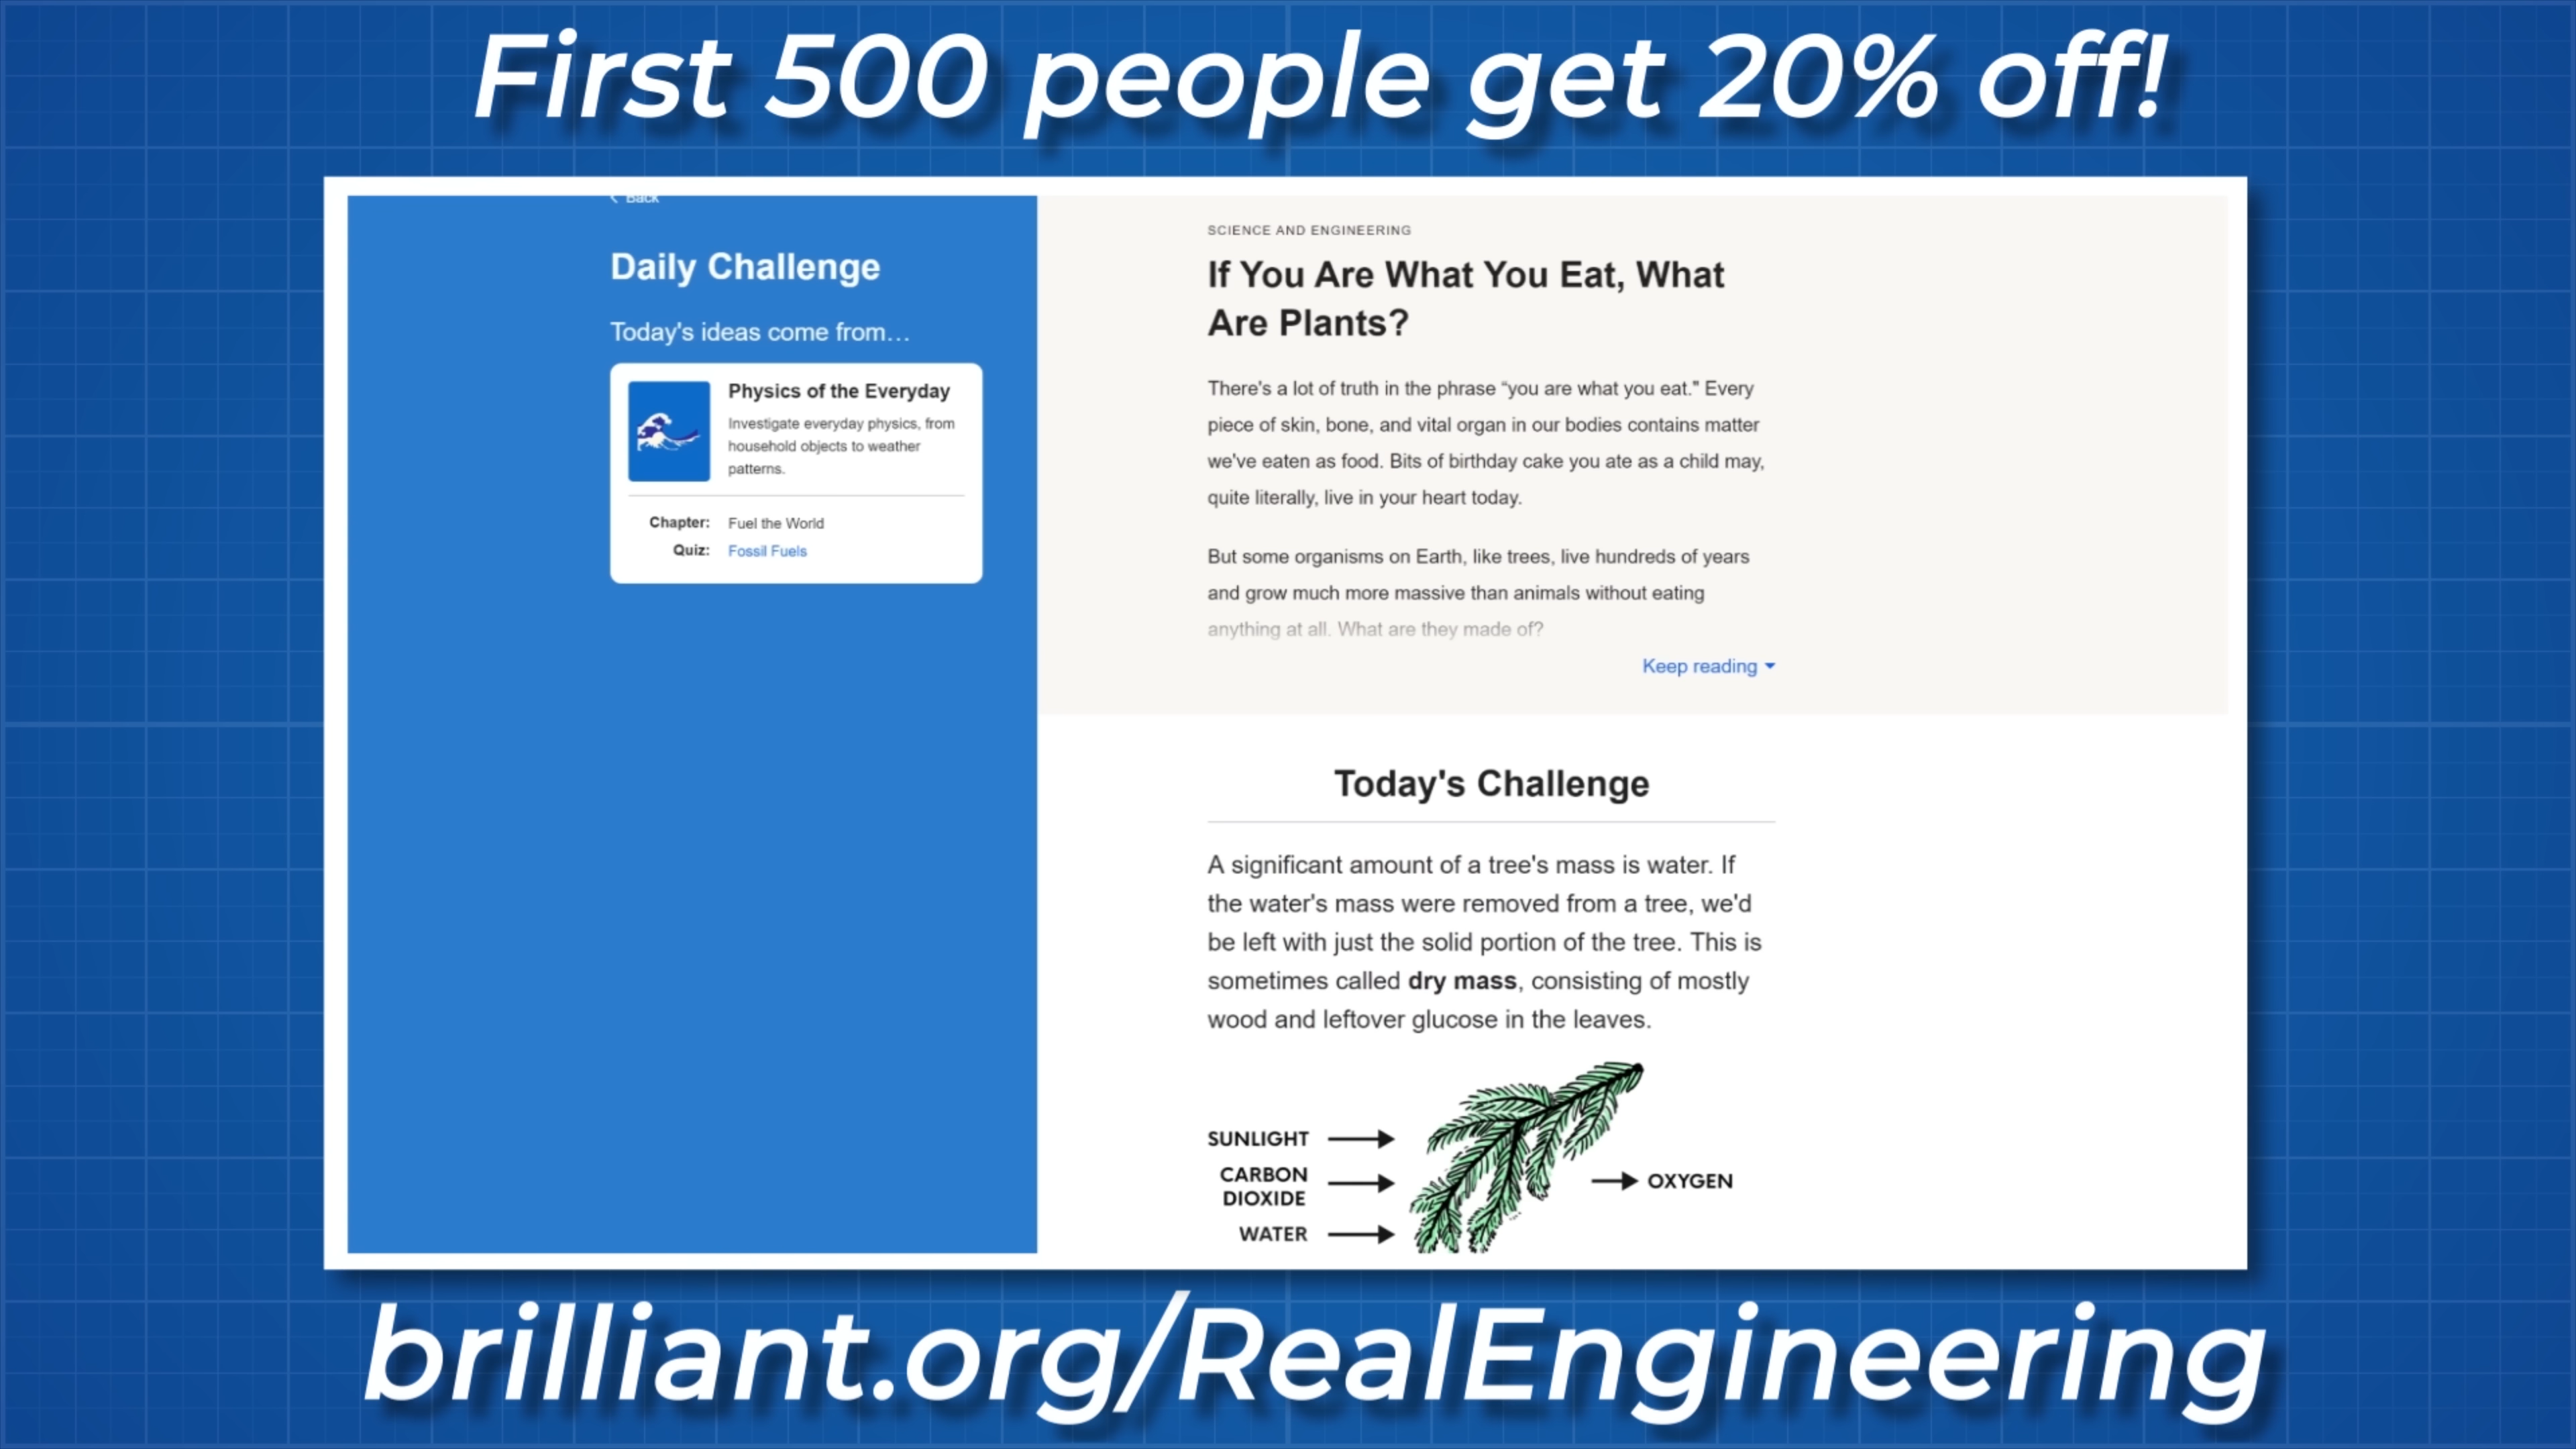 First 500 people get 20% off!
Back
Daily Challenge
Today's ideas come from…
Physics of the Everyday
Investigate everyday physics, from
household objects to weather
patterns.
Chapter: Fuel the World
Quiz: Fossil Fuels
SCIENCE AND ENGINEERING
If You Are What You Eat, What
Are Plants?
There's a lot of truth in the phrase “you are what you eat." Every
piece of skin, bone, and vital organ in our bodies contains matter
we've eaten as food. Bits of birthday cake you ate as a child may,
quite literally, live in your heart today.
But some organisms on Earth, like trees, live hundreds of years
and grow much more massive than animals without eating
anything at all. What are they made of?
Keep reading
Today's Challenge
A significant amount of a tree's mass is water. If
the water's mass were removed from a tree, we'd
be left with just the solid portion of the tree. This is
sometimes called dry mass, consisting of mostly
wood and leftover glucose in the leaves.
SUNLIGHT
CARBON
DIOXIDE
WATER
OXYGEN
brilliant.org/RealEngineering